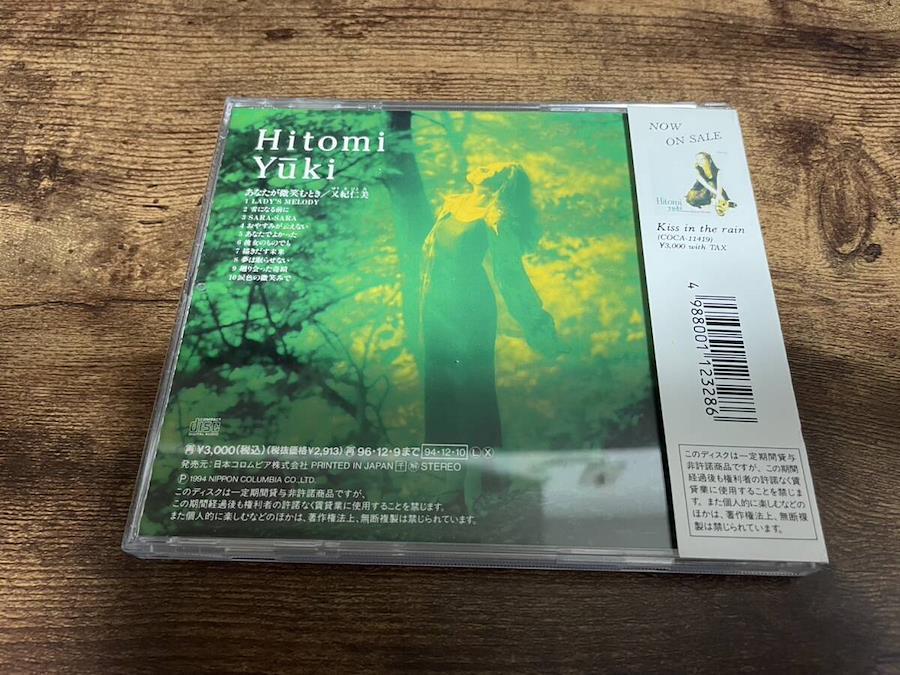 Hitomi
Yūki
あなたが微笑むとき／又紀仁美
1 LADY'S MELODY
2 雪になる前に
3 SARA-SARA
4 おやすみが云えない
5 あなたでよかった
6 彼女のものでも
7 描きだす未来
8 夢は眠らせない
9 廻り会った奇蹟
10 涙色の微笑みで
COMPACT
disc
DIGITAL AUDIO
再¥3,000(税込)(税抜価格¥2,913)再96・12・9まで 94・12・10 L X
発売元:日本コロムビア株式会社 PRINTED IN JAPAN STEREO
Ⓟ 1994 NIPPON COLUMBIA CO.,LTD.
このディスクは一定期間貸与非許諾商品ですが、
この期間経過後も権利者の許諾なく賃貸業に使用することを禁じます。
また個人的に楽しむなどのほかは、著作権法上、無断複製は禁じられています。
NOW
ON SALE
Hitomi
Yūki
Kiss in the rain
(COCA-11419)
¥3,000 with TAX
4 988001 123286
このディスクは一定期間貸与
非許諾商品ですが、この期間
経過後も権利者の許諾なく賃
貸業に使用することを禁じま
す。また個人的に楽しむなどの
ほかは、著作権法上、無断複
製は禁じられています。